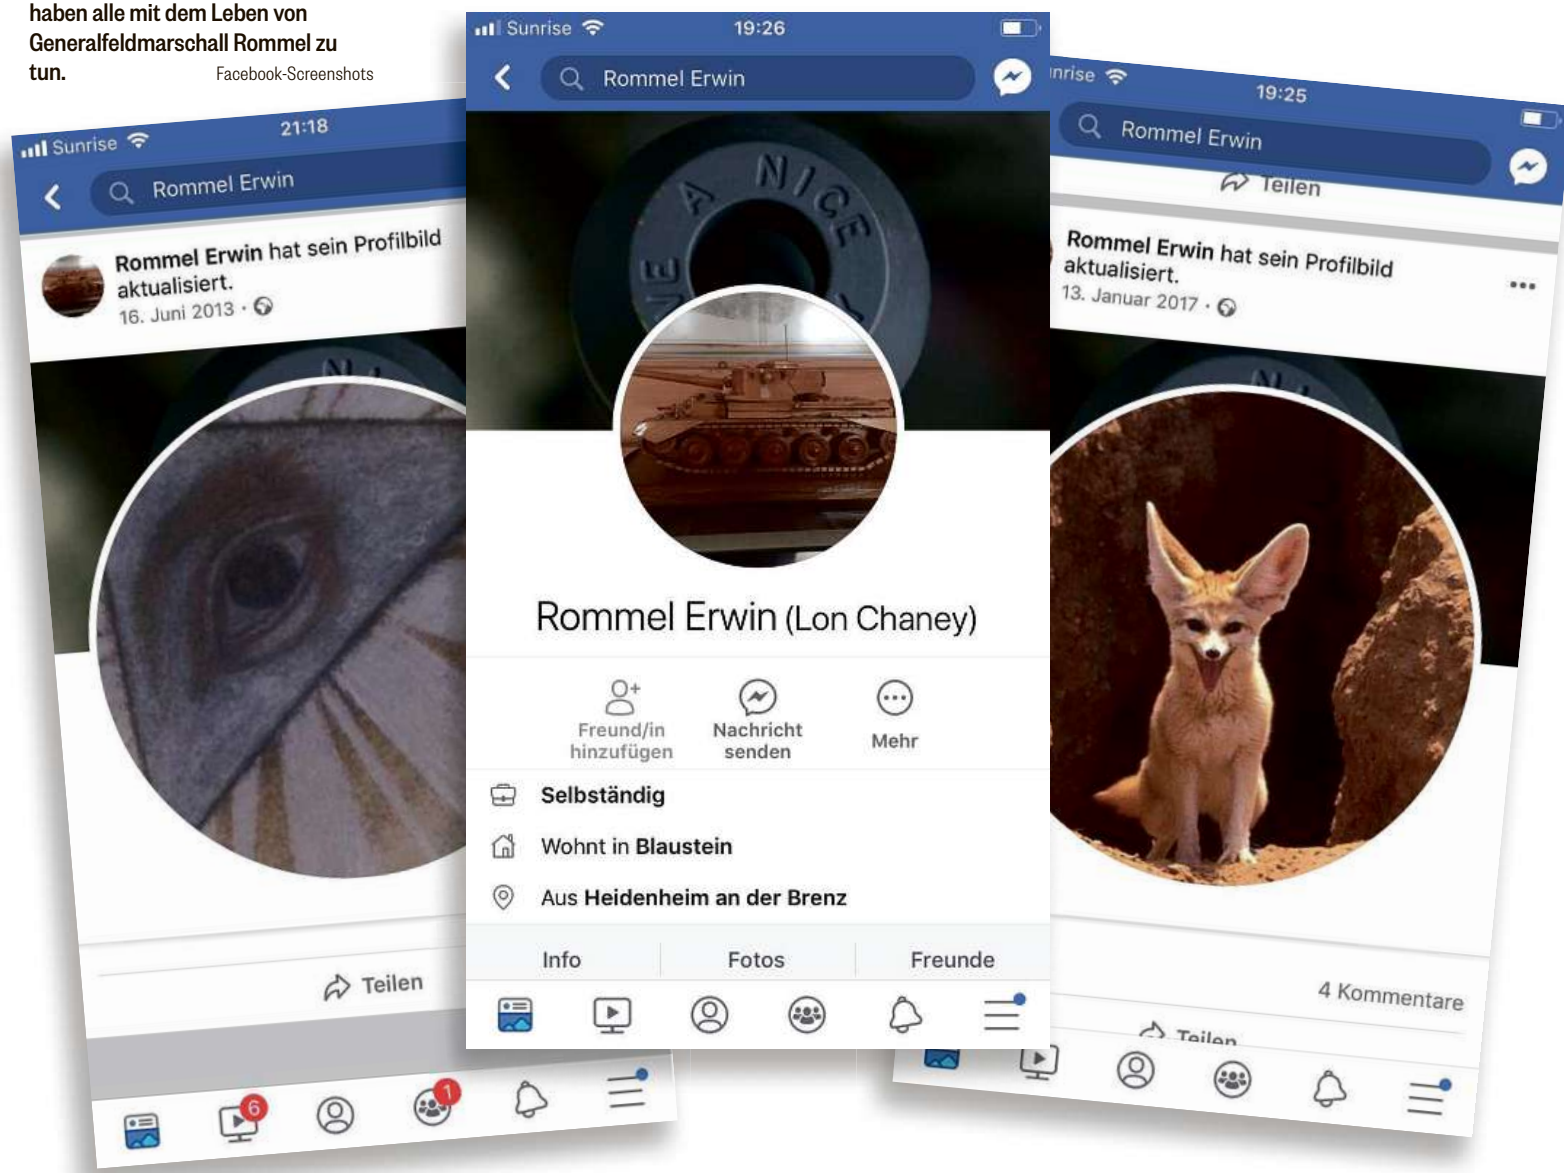 haben alle mit dem Leben von
Generalfeldmarschall Rommel zu
tun.
Facebook-Screenshots
Sunrise 21:18
Rommel Erwin
Rommel Erwin hat sein Profilbild
aktualisiert.
16. Juni 2013 ·
Teilen
6
1
Sunrise 19:26
Rommel Erwin
A NICE
Rommel Erwin (Lon Chaney)
Freund/in
hinzufügen
Nachricht
senden
Mehr
Selbständig
Wohnt in Blaustein
Aus Heidenheim an der Brenz
Info Fotos Freunde
nrise 19:25
Rommel Erwin
Teilen
Rommel Erwin hat sein Profilbild
aktualisiert.
13. Januar 2017 ·
4 Kommentare
Teilen